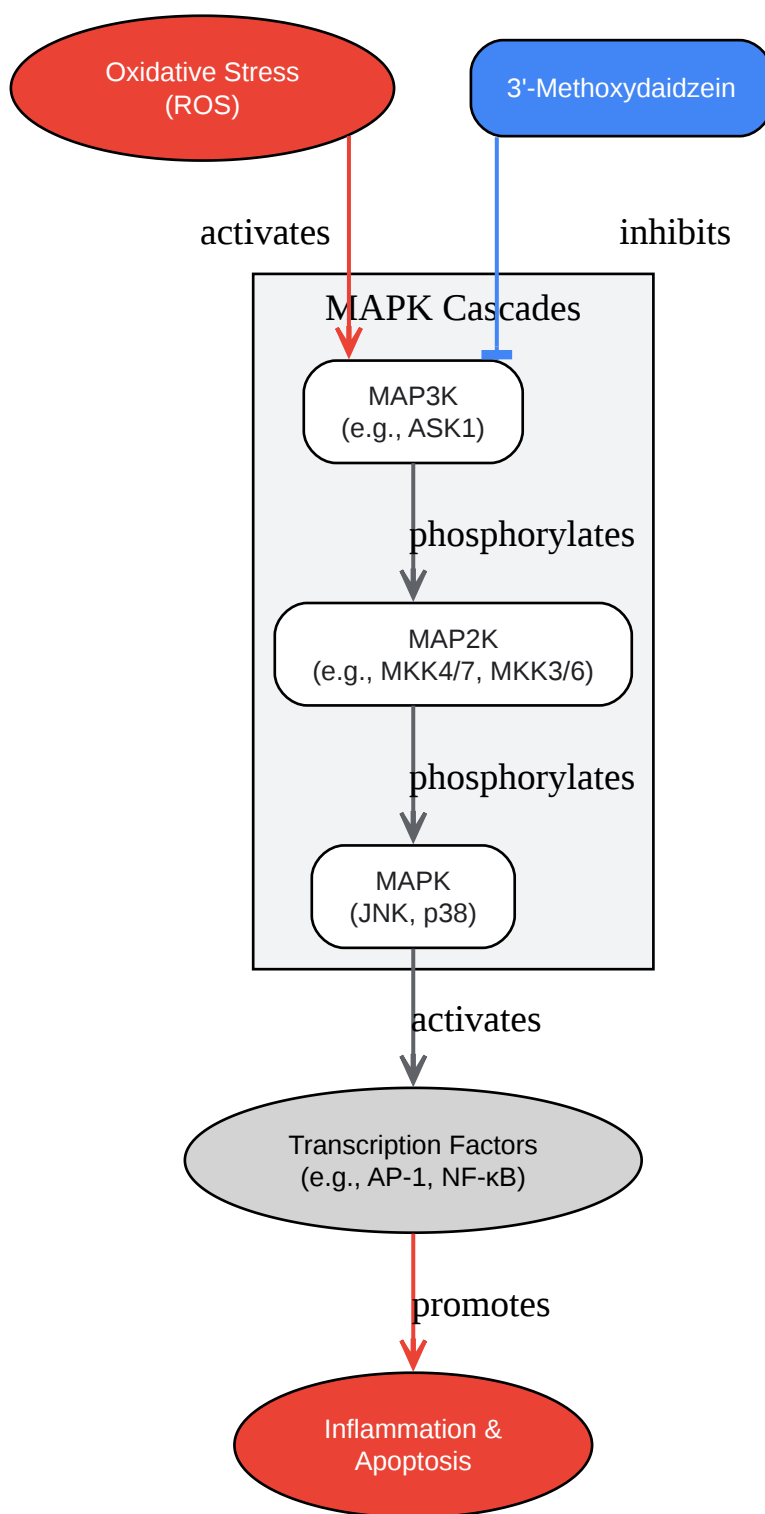 Oxidative Stress
(ROS)
3'-Methoxydaidzein
activates
inhibits
MAPK Cascades
MAP3K
(e.g., ASK1)
phosphorylates
MAP2K
(e.g., MKK4/7, MKK3/6)
phosphorylates
MAPK
(JNK, p38)
activates
Transcription Factors
(e.g., AP-1, NF-κB)
promotes
Inflammation &
Apoptosis